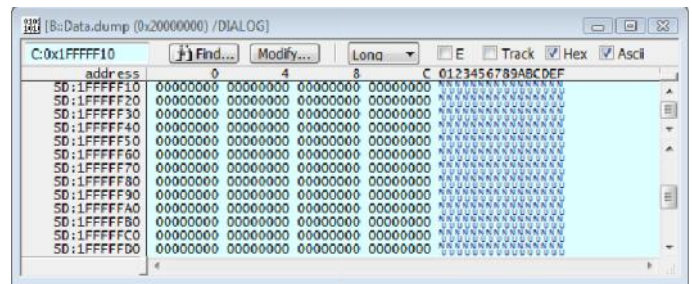 [B::Data.dump (0x20000000) /DIALOG]
C:0x1FFFFF10 Find... Modify... Long E Track Hex Ascii
address 0 4 8 C 0123456789ABCDEF
SD:1FFFFF10 00000000 00000000 00000000 00000000
SD:1FFFFF20 00000000 00000000 00000000 00000000
SD:1FFFFF30 00000000 00000000 00000000 00000000
SD:1FFFFF40 00000000 00000000 00000000 00000000
SD:1FFFFF50 00000000 00000000 00000000 00000000
SD:1FFFFF60 00000000 00000000 00000000 00000000
SD:1FFFFF70 00000000 00000000 00000000 00000000
SD:1FFFFF80 00000000 00000000 00000000 00000000
SD:1FFFFF90 00000000 00000000 00000000 00000000
SD:1FFFFFA0 00000000 00000000 00000000 00000000
SD:1FFFFFB0 00000000 00000000 00000000 00000000
SD:1FFFFFC0 00000000 00000000 00000000 00000000
SD:1FFFFFD0 00000000 00000000 00000000 00000000